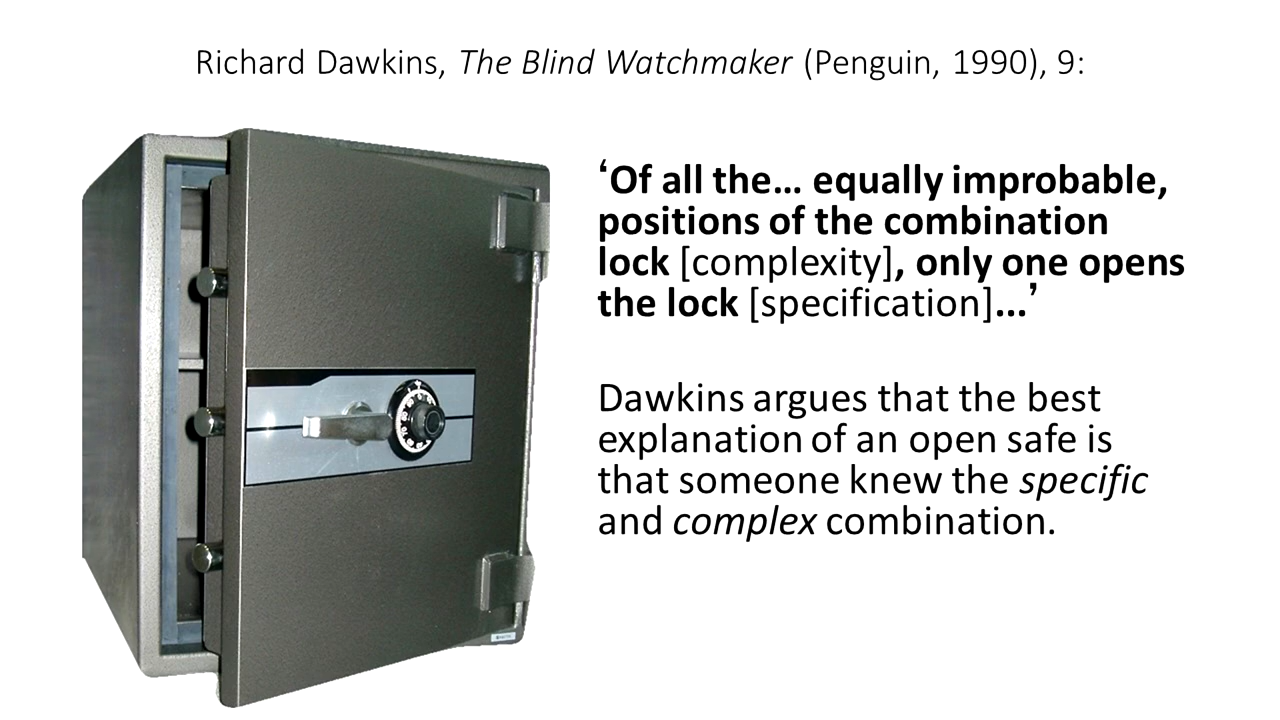 Richard Dawkins, The Blind Watchmaker (Penguin, 1990), 9:
‘Of all the… equally improbable,
positions of the combination
lock [complexity], only one opens
the lock [specification]...’
Dawkins argues that the best
explanation of an open safe is
that someone knew the specific
and complex combination.